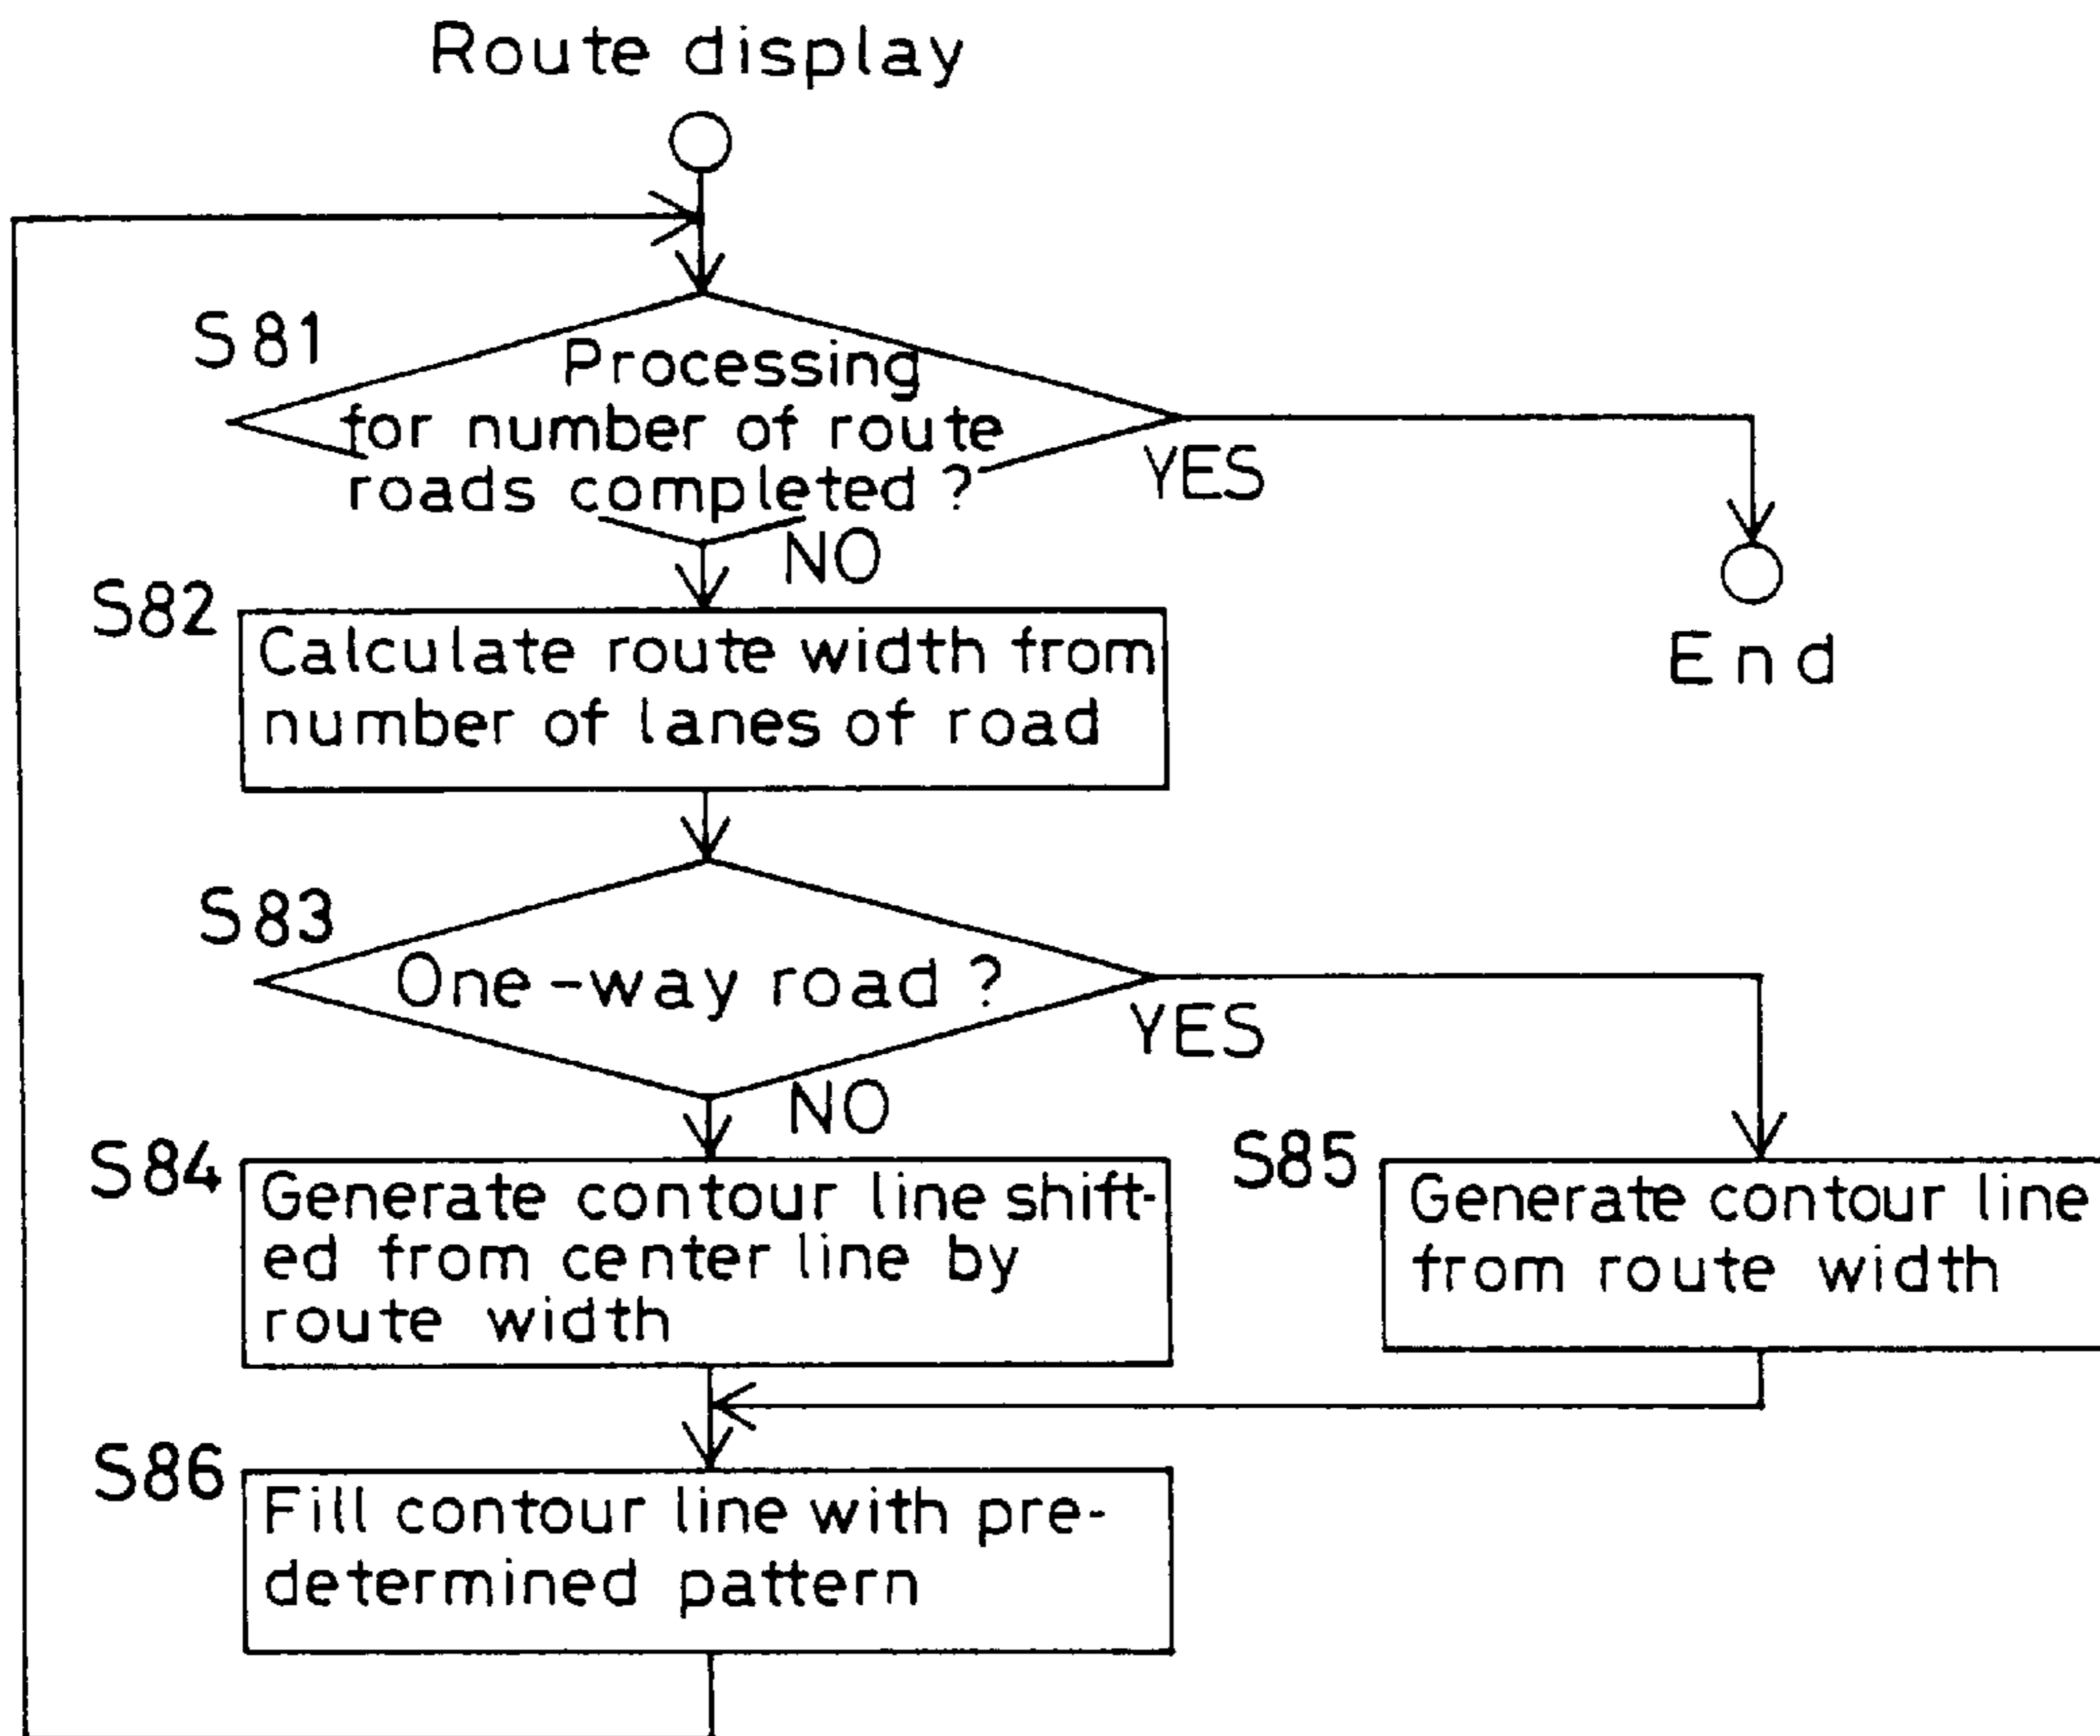 Route display
S81
Processing
for number of route
roads completed ?
YES
NO
End
S82
Calculate route width from
number of lanes of road
S83
One-way road ?
YES
NO
S84
Generate contour line shift-
ed from center line by
route width
S85
Generate contour line
from route width
S86
Fill contour line with pre-
determined pattern